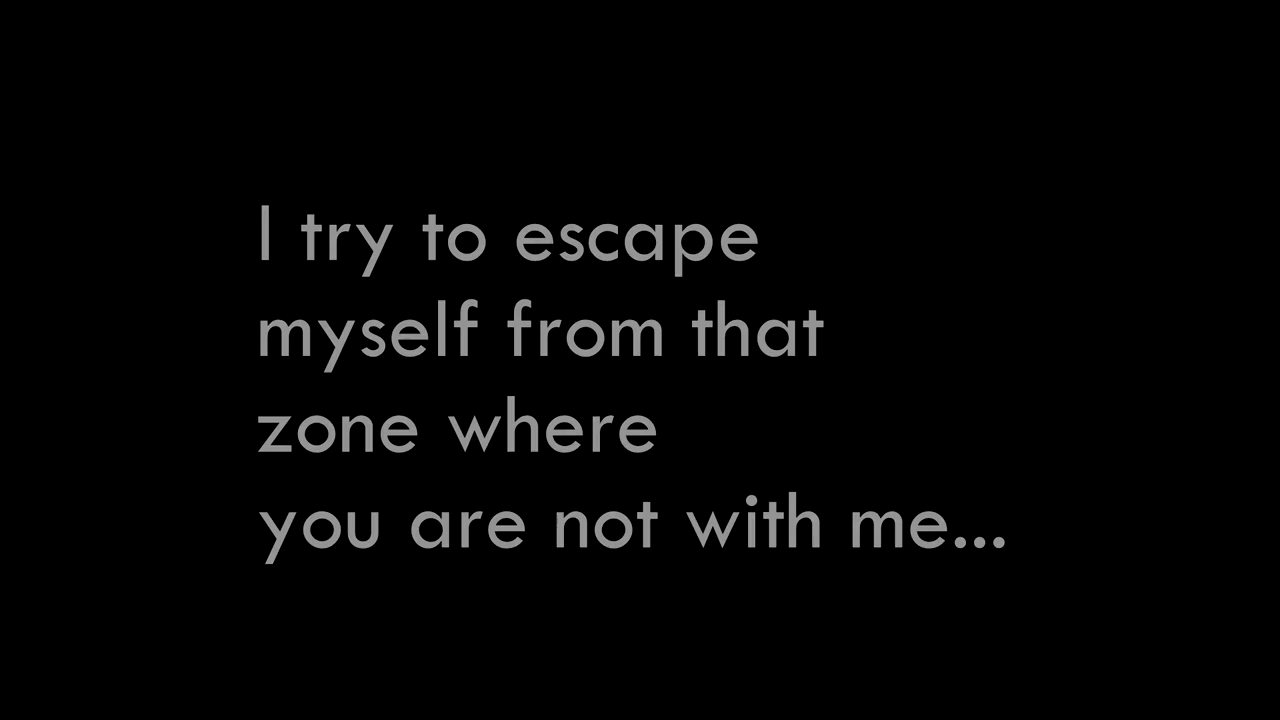 I try to escape
myself from that
zone where
you are not with me...